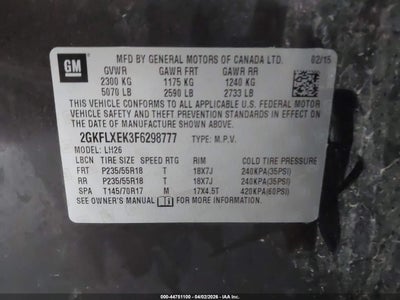 GM
MFD BY GENERAL MOTORS OF CANADA LTD. 02/15
GVWR GAWR FRT GAWR RR
2300 KG 1175 KG 1240 KG
5070 LB 2590 LB 2733 LB
THIS VEHICLE CONFORMS TO ALL APPLICABLE U.S. FEDERAL
MOTOR VEHICLE SAFETY AND THEFT PREVENTION
STANDARDS IN EFFECT ON THE DATE OF MANUFACTURE
SHOWN ABOVE.
2GKFLXEK3F6298777 TYPE: M.P.V.
MODEL: LH26
LBCN TIRE SIZE SPEED RTG RIM COLD TIRE PRESSURE
FRT P235/55R18 T 18X7J 240KPA(35PSI)
RR P235/55R18 T 18X7J 240KPA(35PSI)
SPA T145/70R17 M 17X4.5T 420KPA(60PSI)
SEE OWNER'S MANUAL FOR ADDITIONAL INFORMATION.
000-44751100 - 04/02/2026 - IAA Inc.